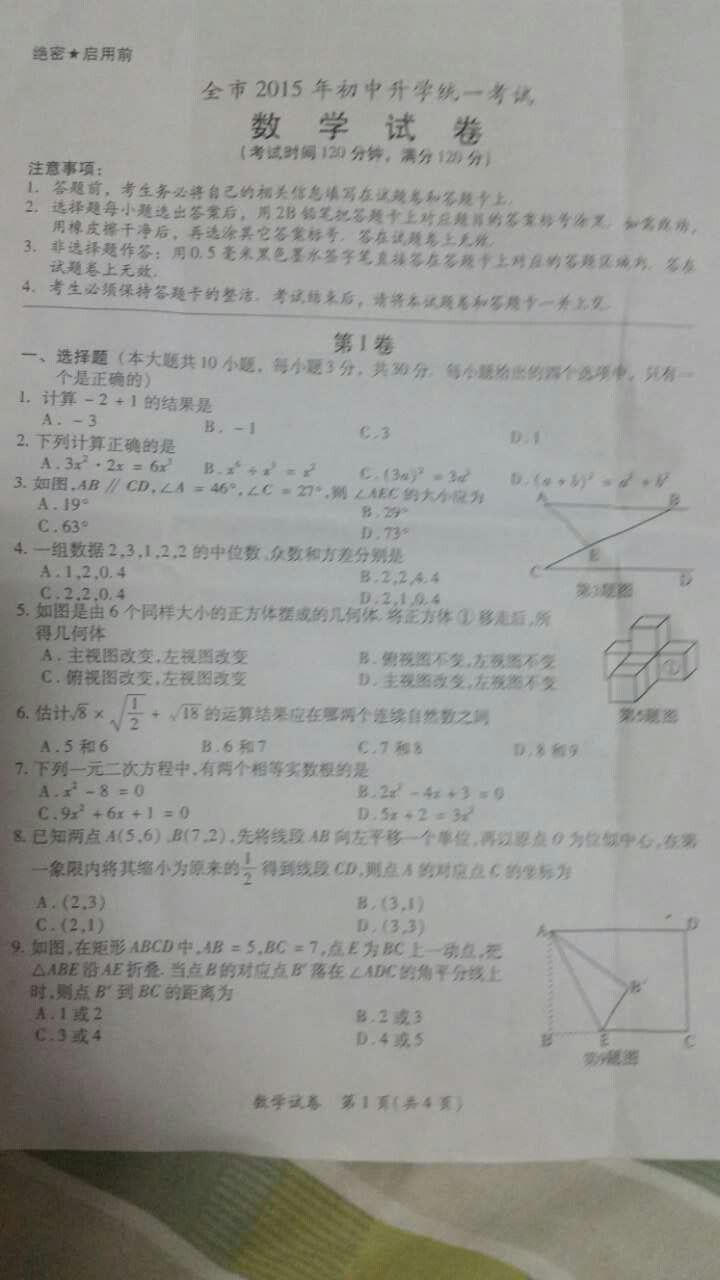 绝密★启用前
全市2015年初中升学统一考试
数 学 试 卷
(考试时间120分钟，满分120分)
注意事项：
1. 答题前，考生务必将自己的相关信息填写在试题卷和答题卡上.
2. 选择题每小题选出答案后，用2B铅笔把答题卡上对应题目的答案标号涂黑. 如需改动，
用橡皮擦干净后，再选涂其它答案标号. 答在试题卷上无效.
3. 非选择题作答：用0.5毫米黑色墨水签字笔直接答在答题卡上对应的答题区域内. 答在
试题卷上无效.
4. 考生必须保持答题卡的整洁. 考试结束后，请将本试题卷和答题卡一并上交.
第Ⅰ卷
一、选择题（本大题共10小题，每小题3分，共30分. 每小题给出的四个选项中，只有一
个是正确的）
1. 计算－2＋1的结果是
A. －3 B. －1 C. 3 D. 1
2. 下列计算正确的是
A. 3x²·2x = 6x³ B. x⁶÷x³ = x² C. (3a)² = 3a² D. (a+b)² = a²+b²
3. 如图, AB∥CD, ∠A = 46°, ∠C = 27°, 则∠AEC的大小应为
A. 19° B. 29°
C. 63° D. 73°
A B E C D
第3题图
4. 一组数据2,3,1,2,2的中位数、众数和方差分别是
A. 1,2,0.4 B. 2,2,4.4
C. 2,2,0.4 D. 2,1,0.4
5. 如图是由6个同样大小的正方体摆成的几何体. 将正方体①移走后，所
得几何体
A. 主视图改变，左视图改变 B. 俯视图不变，左视图不变
C. 俯视图改变，左视图改变 D. 主视图改变，左视图不变
①
第5题图
6. 估计√8 × √(1/2) + √18的运算结果应在哪两个连续自然数之间
A. 5和6 B. 6和7 C. 7和8 D. 8和9
7. 下列一元二次方程中，有两个相等实数根的是
A. x²－8 = 0 B. 2x²－4x+3 = 0
C. 9x²+6x+1 = 0 D. 5x+2 = 3x²
8. 已知两点A(5,6)、B(7,2)，先将线段AB向左平移一个单位，再以原点O为位似中心，在第
一象限内将其缩小为原来的1/2得到线段CD，则点A的对应点C的坐标为
A. (2,3) B. (3,1)
C. (2,1) D. (3,3)
9. 如图，在矩形ABCD中，AB = 5，BC = 7，点E为BC上一动点，把
△ABE沿AE折叠. 当点B的对应点B′落在∠ADC的角平分线上
时，则点B′到BC的距离为
A. 1或2 B. 2或3
C. 3或4 D. 4或5
A D B′ B E C
第9题图
数学试卷 第1页(共4页)